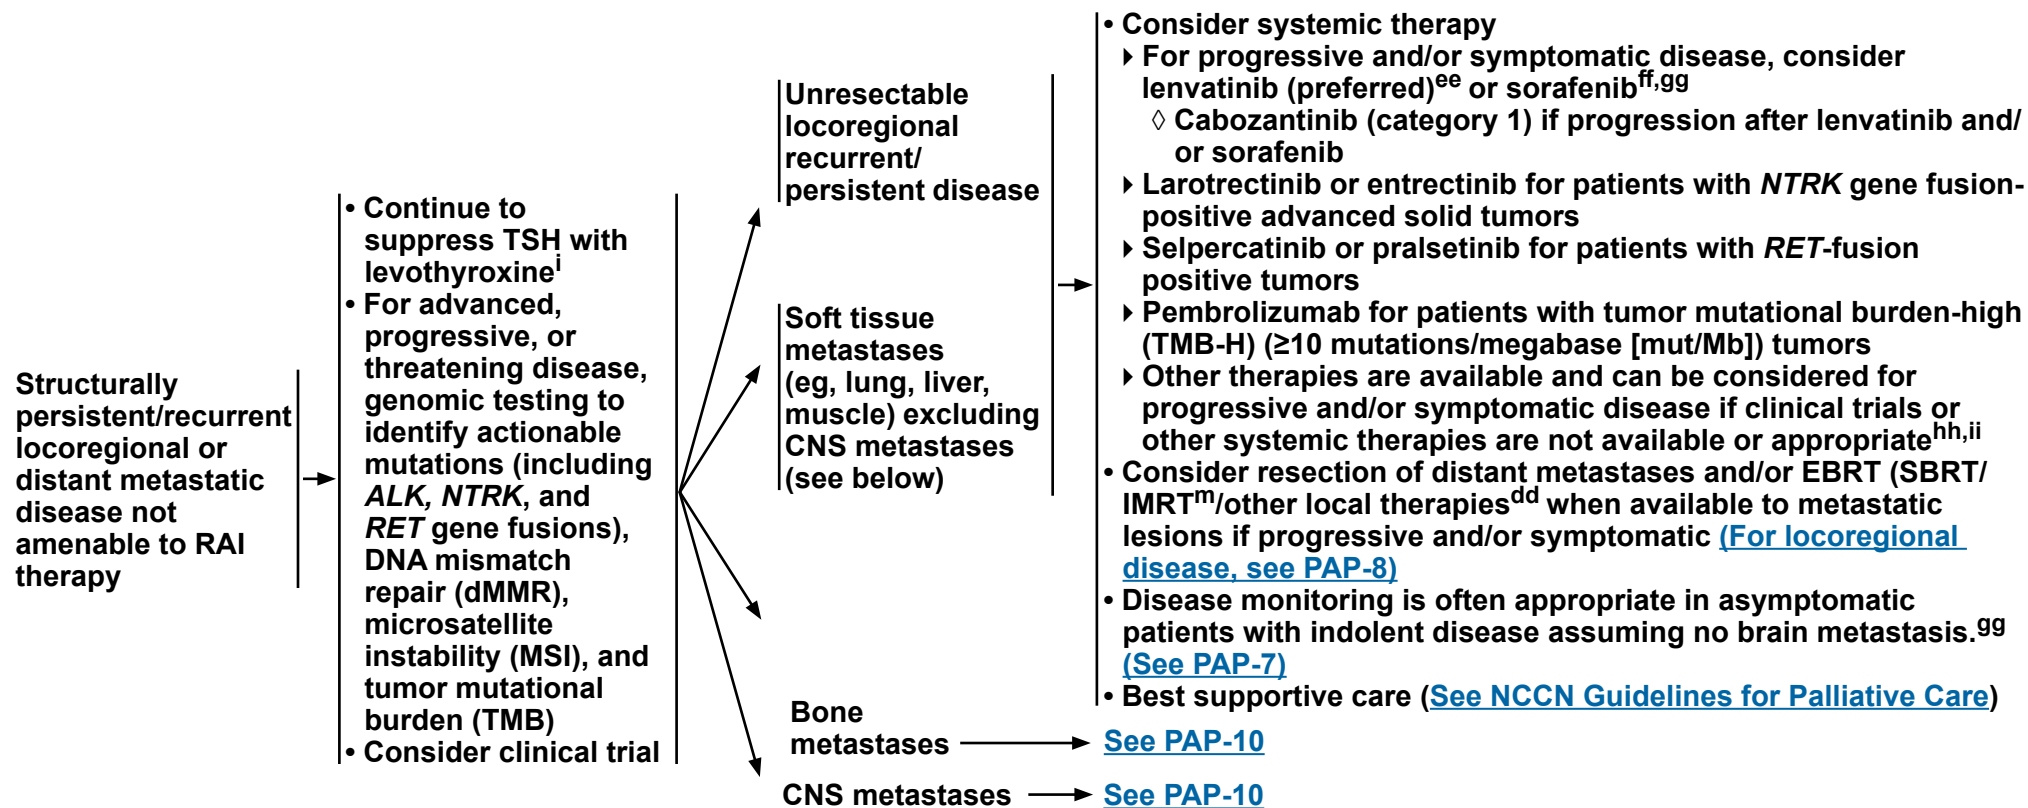 Structurally
persistent/recurrent
locoregional or
distant metastatic
disease not
amenable to RAI
therapy
• Continue to
suppress TSH with
levothyroxineⁱ
• For advanced,
progressive, or
threatening disease,
genomic testing to
identify actionable
mutations (including
ALK, NTRK, and
RET gene fusions),
DNA mismatch
repair (dMMR),
microsatellite
instability (MSI), and
tumor mutational
burden (TMB)
• Consider clinical trial
Unresectable
locoregional
recurrent/
persistent disease
Soft tissue
metastases
(eg, lung, liver,
muscle) excluding
CNS metastases
(see below)
• Consider systemic therapy
▸ For progressive and/or symptomatic disease, consider
lenvatinib (preferred)ee or sorafenibff,gg
◊ Cabozantinib (category 1) if progression after lenvatinib and/
or sorafenib
▸ Larotrectinib or entrectinib for patients with NTRK gene fusion-
positive advanced solid tumors
▸ Selpercatinib or pralsetinib for patients with RET-fusion
positive tumors
▸ Pembrolizumab for patients with tumor mutational burden-high
(TMB-H) (≥10 mutations/megabase [mut/Mb]) tumors
▸ Other therapies are available and can be considered for
progressive and/or symptomatic disease if clinical trials or
other systemic therapies are not available or appropriatehh,ii
• Consider resection of distant metastases and/or EBRT (SBRT/
IMRTm/other local therapiesdd when available to metastatic
lesions if progressive and/or symptomatic (For locoregional
disease, see PAP-8)
• Disease monitoring is often appropriate in asymptomatic
patients with indolent disease assuming no brain metastasis.gg
(See PAP-7)
• Best supportive care (See NCCN Guidelines for Palliative Care)
Bone
metastases
See PAP-10
CNS metastases
See PAP-10